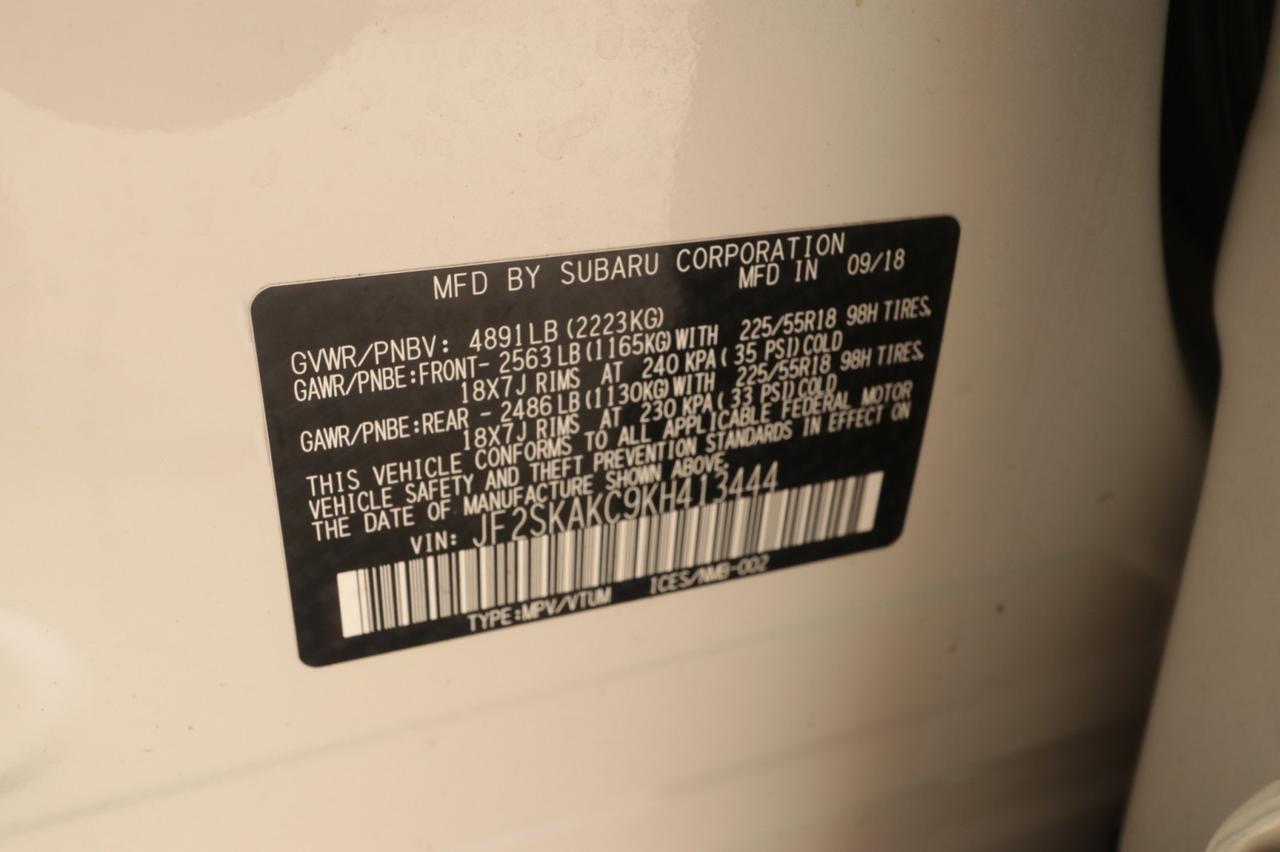 MFD BY SUBARU CORPORATION
MFD IN 09/18
GVWR/PNBV: 4891LB (2223KG)
GAWR/PNBE:FRONT- 2563 LB (1165KG) WITH 225/55R18 98H TIRES,
18X7J RIMS AT 240 KPA ( 35 PSI) COLD
GAWR/PNBE:REAR - 2486 LB (1130KG) WITH 225/55R18 98H TIRES,
18X7J RIMS AT 230 KPA ( 33 PSI) COLD
THIS VEHICLE CONFORMS TO ALL APPLICABLE FEDERAL MOTOR
VEHICLE SAFETY AND THEFT PREVENTION STANDARDS IN EFFECT ON
THE DATE OF MANUFACTURE SHOWN ABOVE.
VIN: JF2SKAKC9KH413444
TYPE:MPV/VTUM ICES/NMB-002